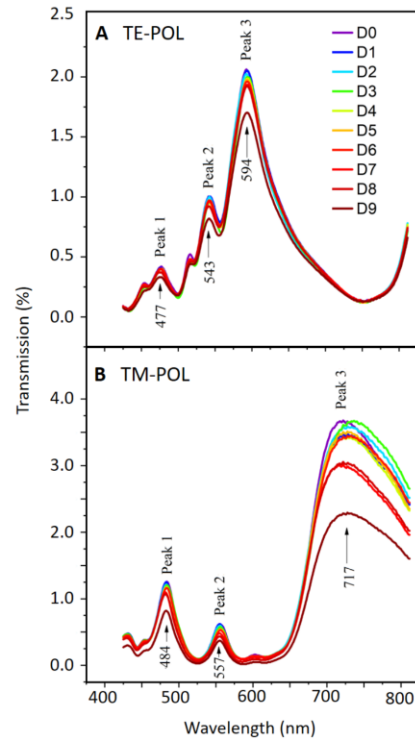 A TE-POL
Peak 3
Peak 2
Peak 1
594
543
477
D0
D1
D2
D3
D4
D5
D6
D7
D8
D9
2.5
2.0
1.5
1.0
0.5
0.0
Transmission (%)
B TM-POL
Peak 3
Peak 1
Peak 2
717
484
557
4.0
3.0
2.0
1.0
0.0
400 500 600 700 800
Wavelength (nm)